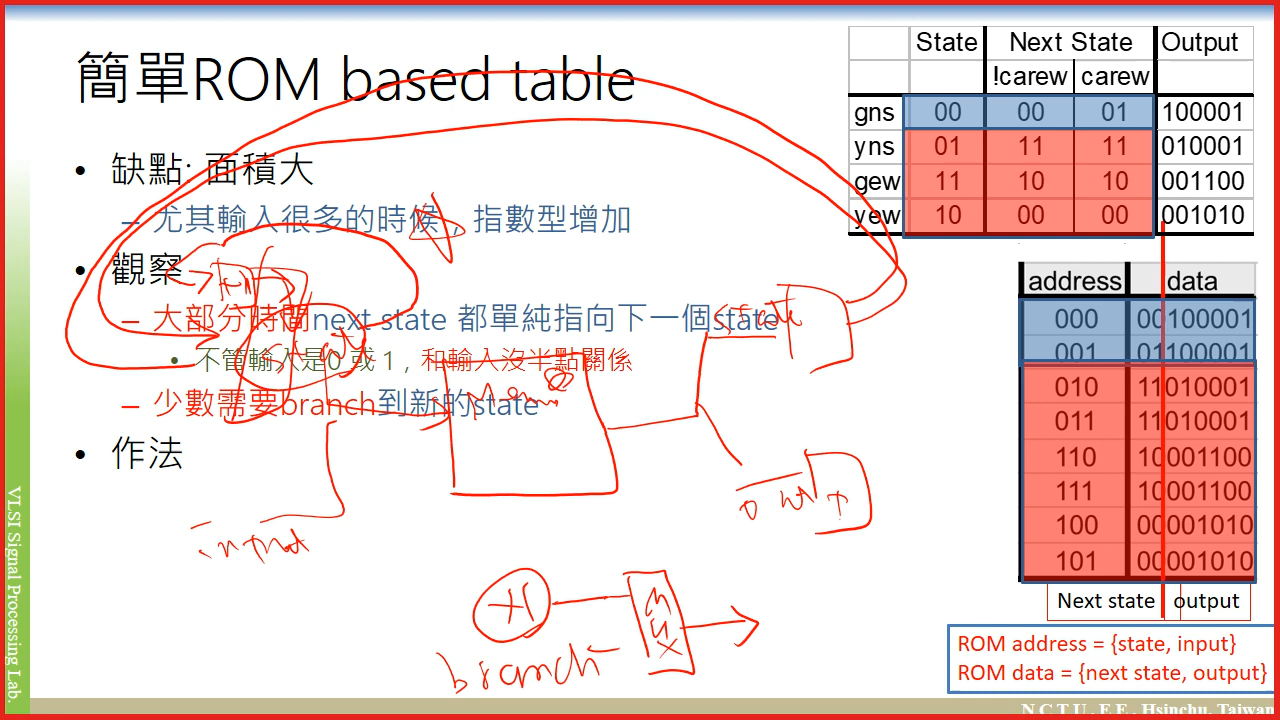 簡單ROM based table
• 缺點: 面積大
– 尤其輸入很多的時候，指數型增加
• 觀察
– 大部分時間next state 都單純指向下一個state
• 不管輸入是0 或 1，和輸入沒半點關係
– 少數需要branch到新的state
• 作法
State Next State Output
!carew carew
gns 00 00 01 100001
yns 01 11 11 010001
gew 11 10 10 001100
yew 10 00 00 001010
address data
000 00100001
001 01100001
010 11010001
011 11010001
110 10001100
111 10001100
100 00001010
101 00001010
Next state output
ROM address = {state, input}
ROM data = {next state, output}
state
state
input
+1
MUX
branch
VLSI Signal Processing Lab.
N C T U . E E . Hsinchu, Taiwan